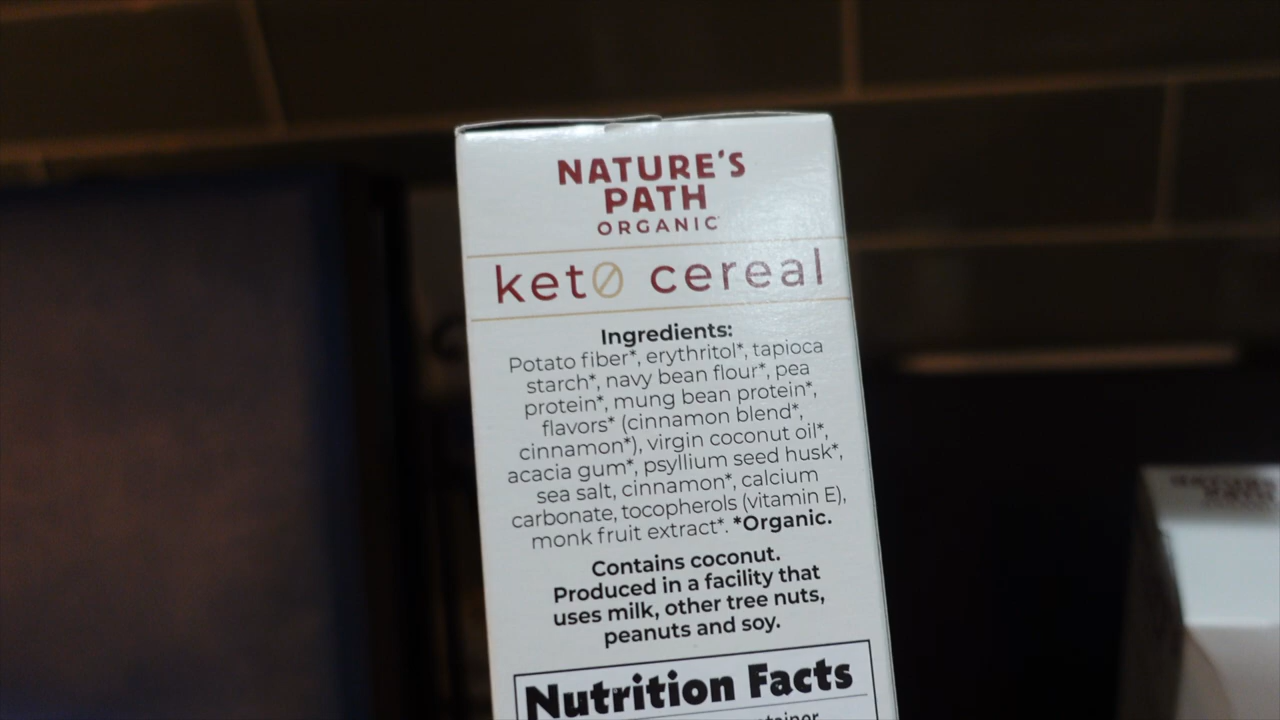 NATURE'S
PATH
ORGANIC
ket0 cereal
Ingredients:
Potato fiber*, erythritol*, tapioca
starch*, navy bean flour*, pea
protein*, mung bean protein*,
flavors* (cinnamon blend*,
cinnamon*), virgin coconut oil*,
acacia gum*, psyllium seed husk*,
sea salt, cinnamon*, calcium
carbonate, tocopherols (vitamin E),
monk fruit extract*. *Organic.
Contains coconut.
Produced in a facility that
uses milk, other tree nuts,
peanuts and soy.
Nutrition Facts